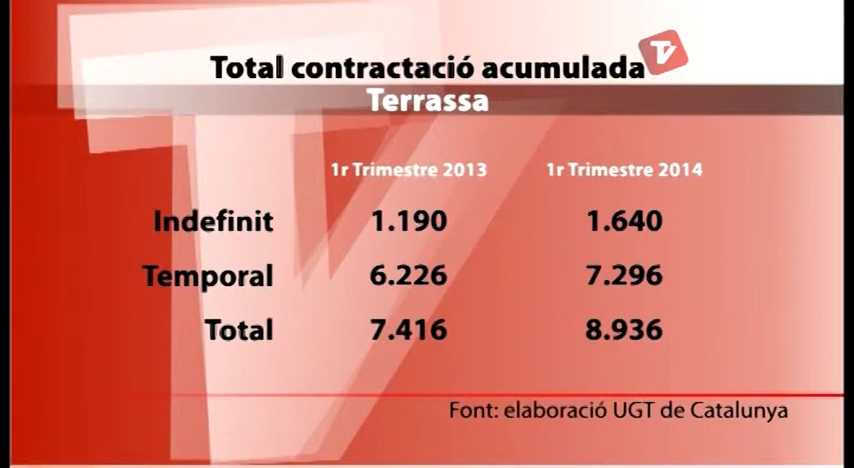 Total contractació acumulada
TV
Terrassa
1r Trimestre 2013 1r Trimestre 2014
Indefinit 1.190 1.640
Temporal 6.226 7.296
Total 7.416 8.936
Font: elaboració UGT de Catalunya